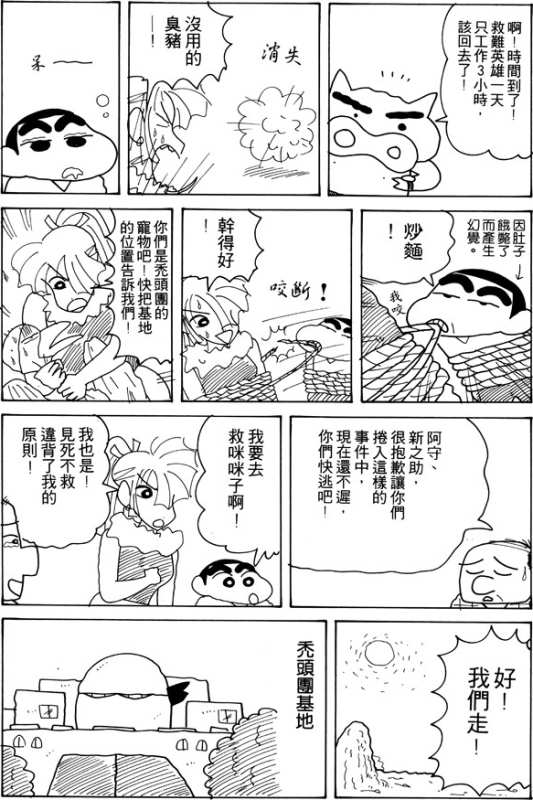 啊！時間到了！
救難英雄一天
只工作3小時，
該回去了！
消失
沒用的
臭豬
──！
呆──
因肚子
餓斃了
而產生
幻覺。
炒麵
！
我咬
咬斷！
幹得好
！
你們是禿頭團的
寵物吧！快把基地
的位置告訴我們！
阿守、
新之助，
很抱歉讓你們
捲入這樣的
事件中，
現在還不遲，
你們快逃吧！
我要去
救咪咪子啊！
我也是！
見死不救
違背了我的
原則！
好！
我們走！
禿頭團基地